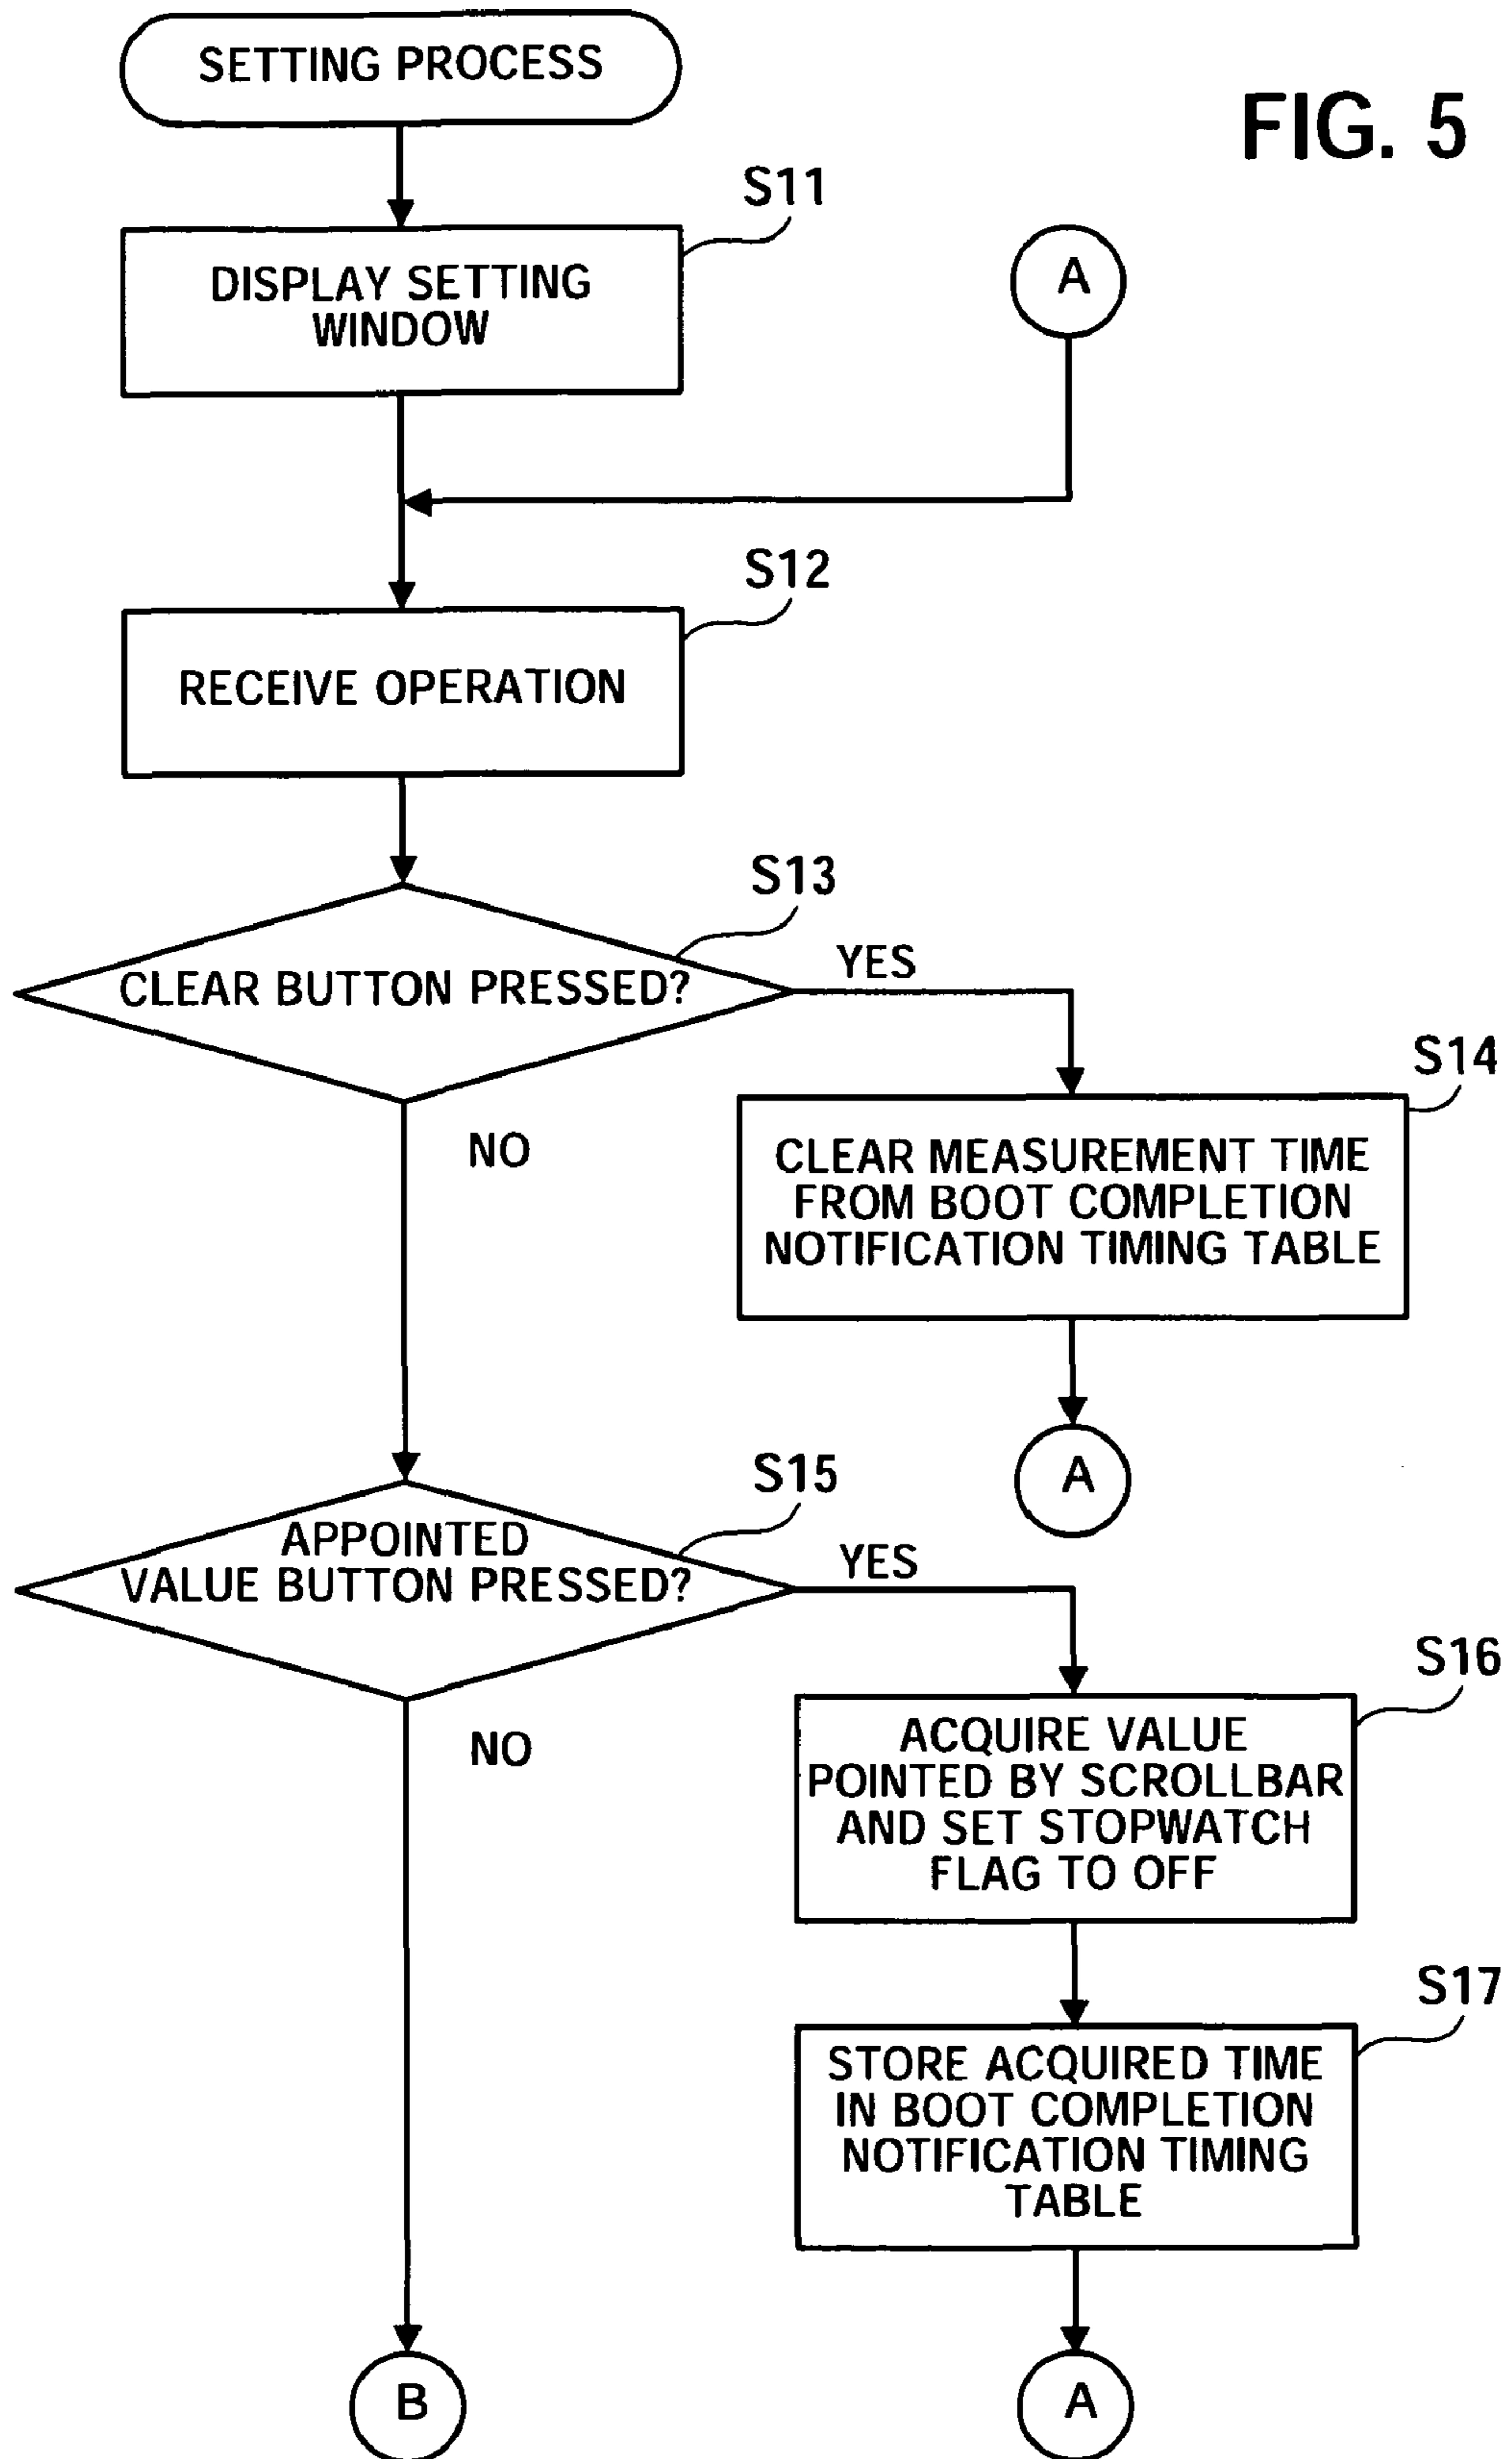 SETTING PROCESS
FIG. 5
S11
DISPLAY SETTING
WINDOW
A
S12
RECEIVE OPERATION
S13
CLEAR BUTTON PRESSED?
YES
NO
S14
CLEAR MEASUREMENT TIME
FROM BOOT COMPLETION
NOTIFICATION TIMING TABLE
A
S15
APPOINTED
VALUE BUTTON PRESSED?
YES
NO
S16
ACQUIRE VALUE
POINTED BY SCROLLBAR
AND SET STOPWATCH
FLAG TO OFF
S17
STORE ACQUIRED TIME
IN BOOT COMPLETION
NOTIFICATION TIMING
TABLE
B
A